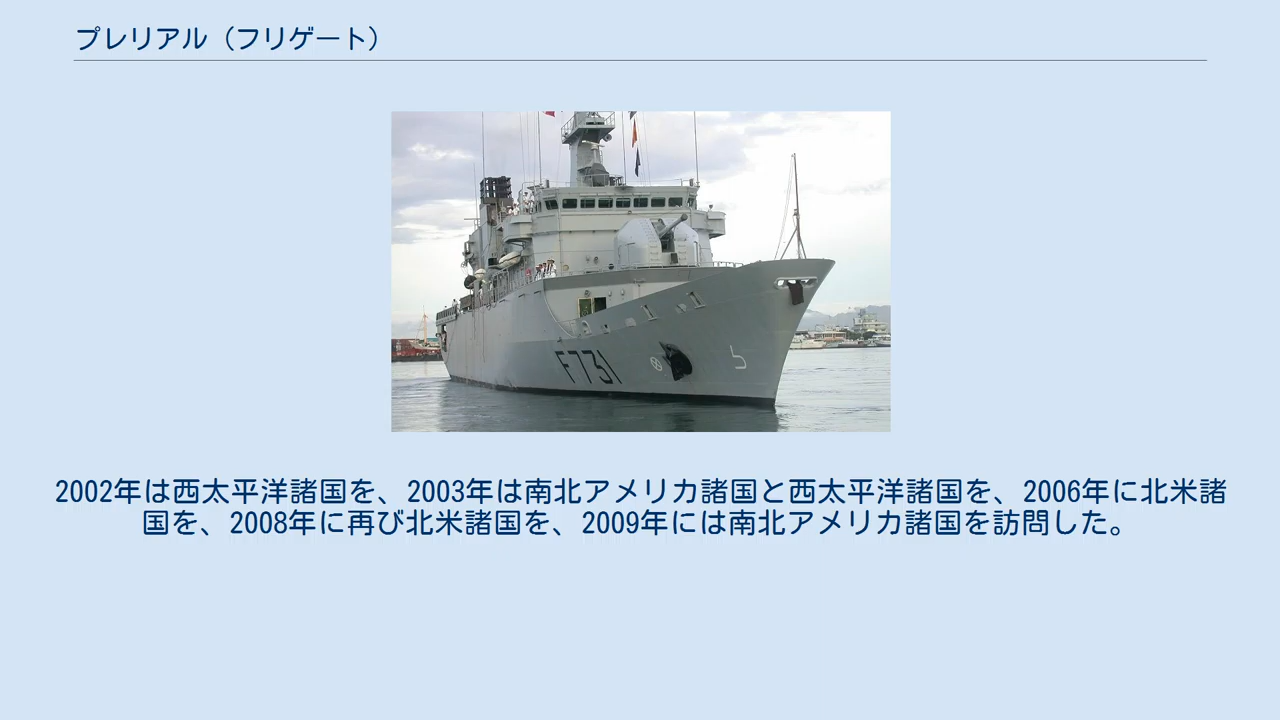 プレリアル（フリゲート）
F731
2002年は西太平洋諸国を、2003年は南北アメリカ諸国と西太平洋諸国を、2006年に北米諸
国を、2008年に再び北米諸国を、2009年には南北アメリカ諸国を訪問した。